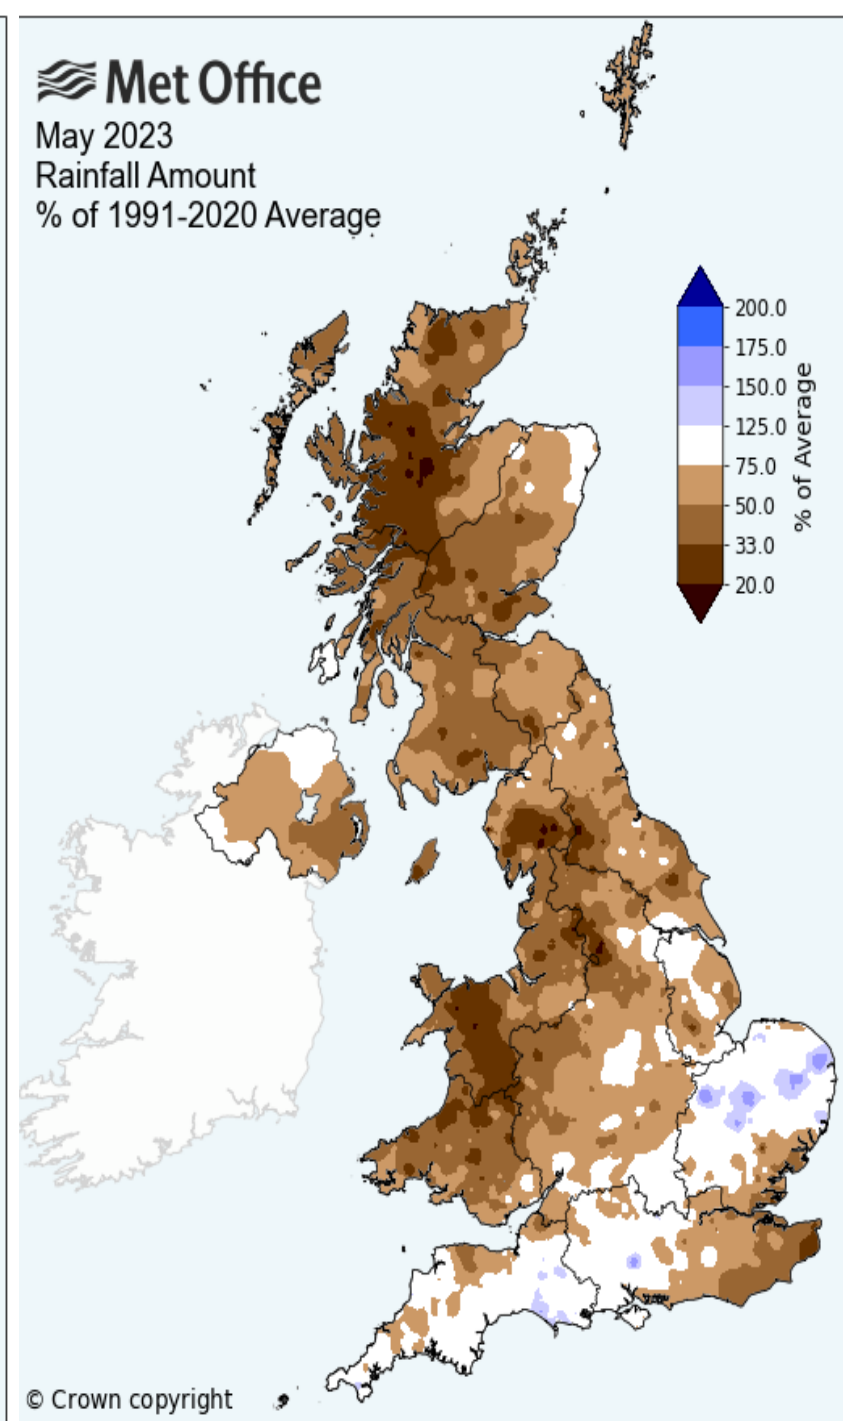 Met Office
May 2023
Rainfall Amount
% of 1991-2020 Average
200.0
175.0
150.0
125.0
75.0
50.0
33.0
20.0
% of Average
© Crown copyright